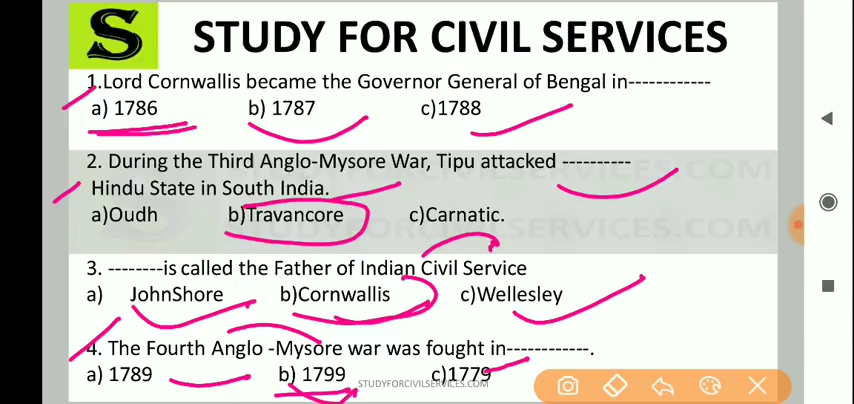 S STUDY FOR CIVIL SERVICES
1.Lord Cornwallis became the Governor General of Bengal in------------
a) 1786 b) 1787 c)1788
2. During the Third Anglo-Mysore War, Tipu attacked ----------
Hindu State in South India.
a)Oudh b)Travancore c)Carnatic.
3. --------is called the Father of Indian Civil Service
a) JohnShore b)Cornwallis c)Wellesley
4. The Fourth Anglo -Mysore war was fought in------------.
a) 1789 b) 1799 c)1779
STUDYFORCIVILSERVICES.COM